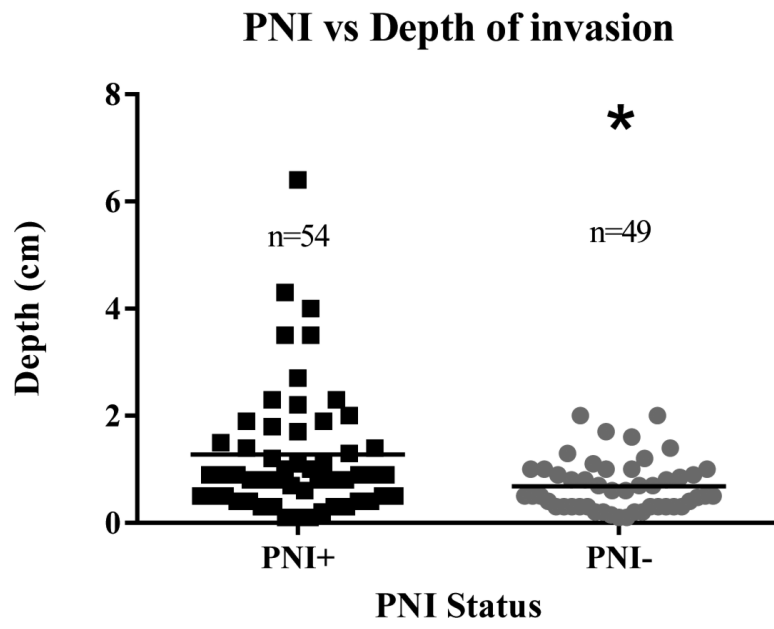 PNI vs Depth of invasion
8
*
6
n=54
n=49
Depth (cm)
4
2
0
PNI+
PNI-
PNI Status